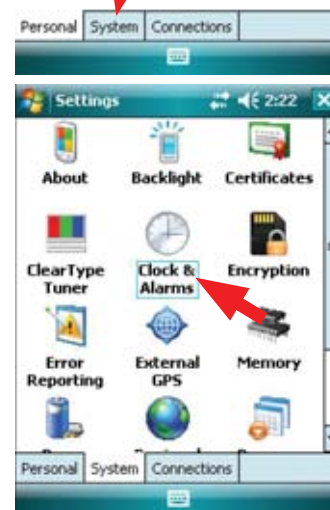 Personal System Connections
Settings 2:22
About Backlight Certificates
ClearType Tuner
Clock & Alarms
Encryption
Error Reporting
External GPS
Memory
Personal System Connections